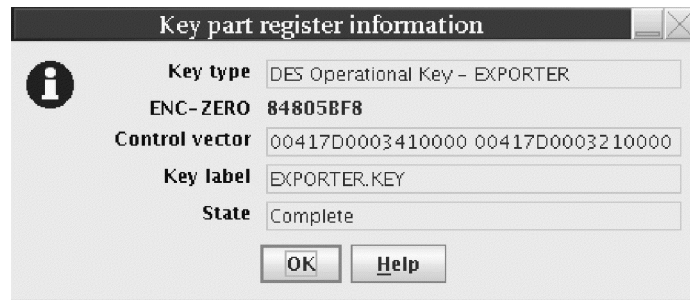 Key part register information
Key type DES Operational Key – EXPORTER
ENC-ZERO 84805BF8
Control vector 00417D0003410000 00417D0003210000
Key label EXPORTER.KEY
State Complete
OK Help